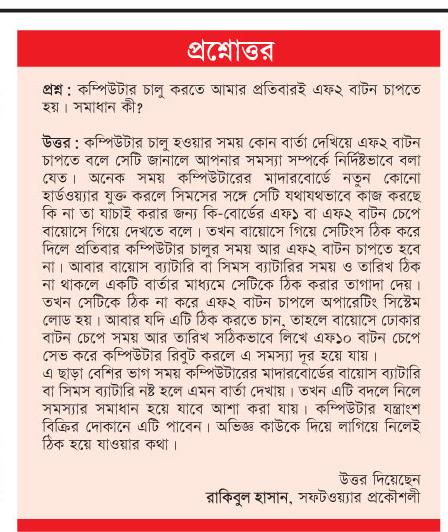 প্রশ্নোত্তর
প্রশ্ন : কম্পিউটার চালু করতে আমার প্রতিবারই এফ২ বাটন চাপতে
হয়। সমাধান কী?
উত্তর : কম্পিউটার চালু হওয়ার সময় কোন বার্তা দেখিয়ে এফ২ বাটন
চাপতে বলে সেটি জানালে আপনার সমস্যা সম্পর্কে নির্দিষ্টভাবে বলা
যেত। অনেক সময় কম্পিউটারের মাদারবোর্ডে নতুন কোনো
হার্ডওয়্যার যুক্ত করলে সিমসের সঙ্গে সেটি যথাযথভাবে কাজ করছে
কি না তা যাচাই করার জন্য কি-বোর্ডের এফ১ বা এফ২ বাটন চেপে
বায়োসে গিয়ে দেখতে বলে। তখন বায়োসে গিয়ে সেটিংস ঠিক করে
দিলে প্রতিবার কম্পিউটার চালুর সময় আর এফ২ বাটন চাপতে হবে
না। আবার বায়োস ব্যাটারি বা সিমস ব্যাটারির সময় ও তারিখ ঠিক
না থাকলে একটি বার্তার মাধ্যমে সেটিকে ঠিক করার তাগাদা দেয়।
তখন সেটিকে ঠিক না করে এফ২ বাটন চাপলে অপারেটিং সিস্টেম
লোড হয়। আবার যদি এটি ঠিক করতে চান, তাহলে বায়োসে ঢোকার
বাটন চেপে সময় আর তারিখ সঠিকভাবে লিখে এফ১০ বাটন চেপে
সেভ করে কম্পিউটার রিবুট করলে এ সমস্যা দূর হয়ে যায়।
এ ছাড়া বেশির ভাগ সময় কম্পিউটারের মাদারবোর্ডের বায়োস ব্যাটারি
বা সিমস ব্যাটারি নষ্ট হলে এমন বার্তা দেখায়। তখন এটি বদলে নিলে
সমস্যার সমাধান হয়ে যাবে আশা করা যায়। কম্পিউটার যন্ত্রাংশ
বিক্রির দোকানে এটি পাবেন। অভিজ্ঞ কাউকে দিয়ে লাগিয়ে নিলেই
ঠিক হয়ে যাওয়ার কথা।
উত্তর দিয়েছেন
রাকিবুল হাসান, সফটওয়্যার প্রকৌশলী